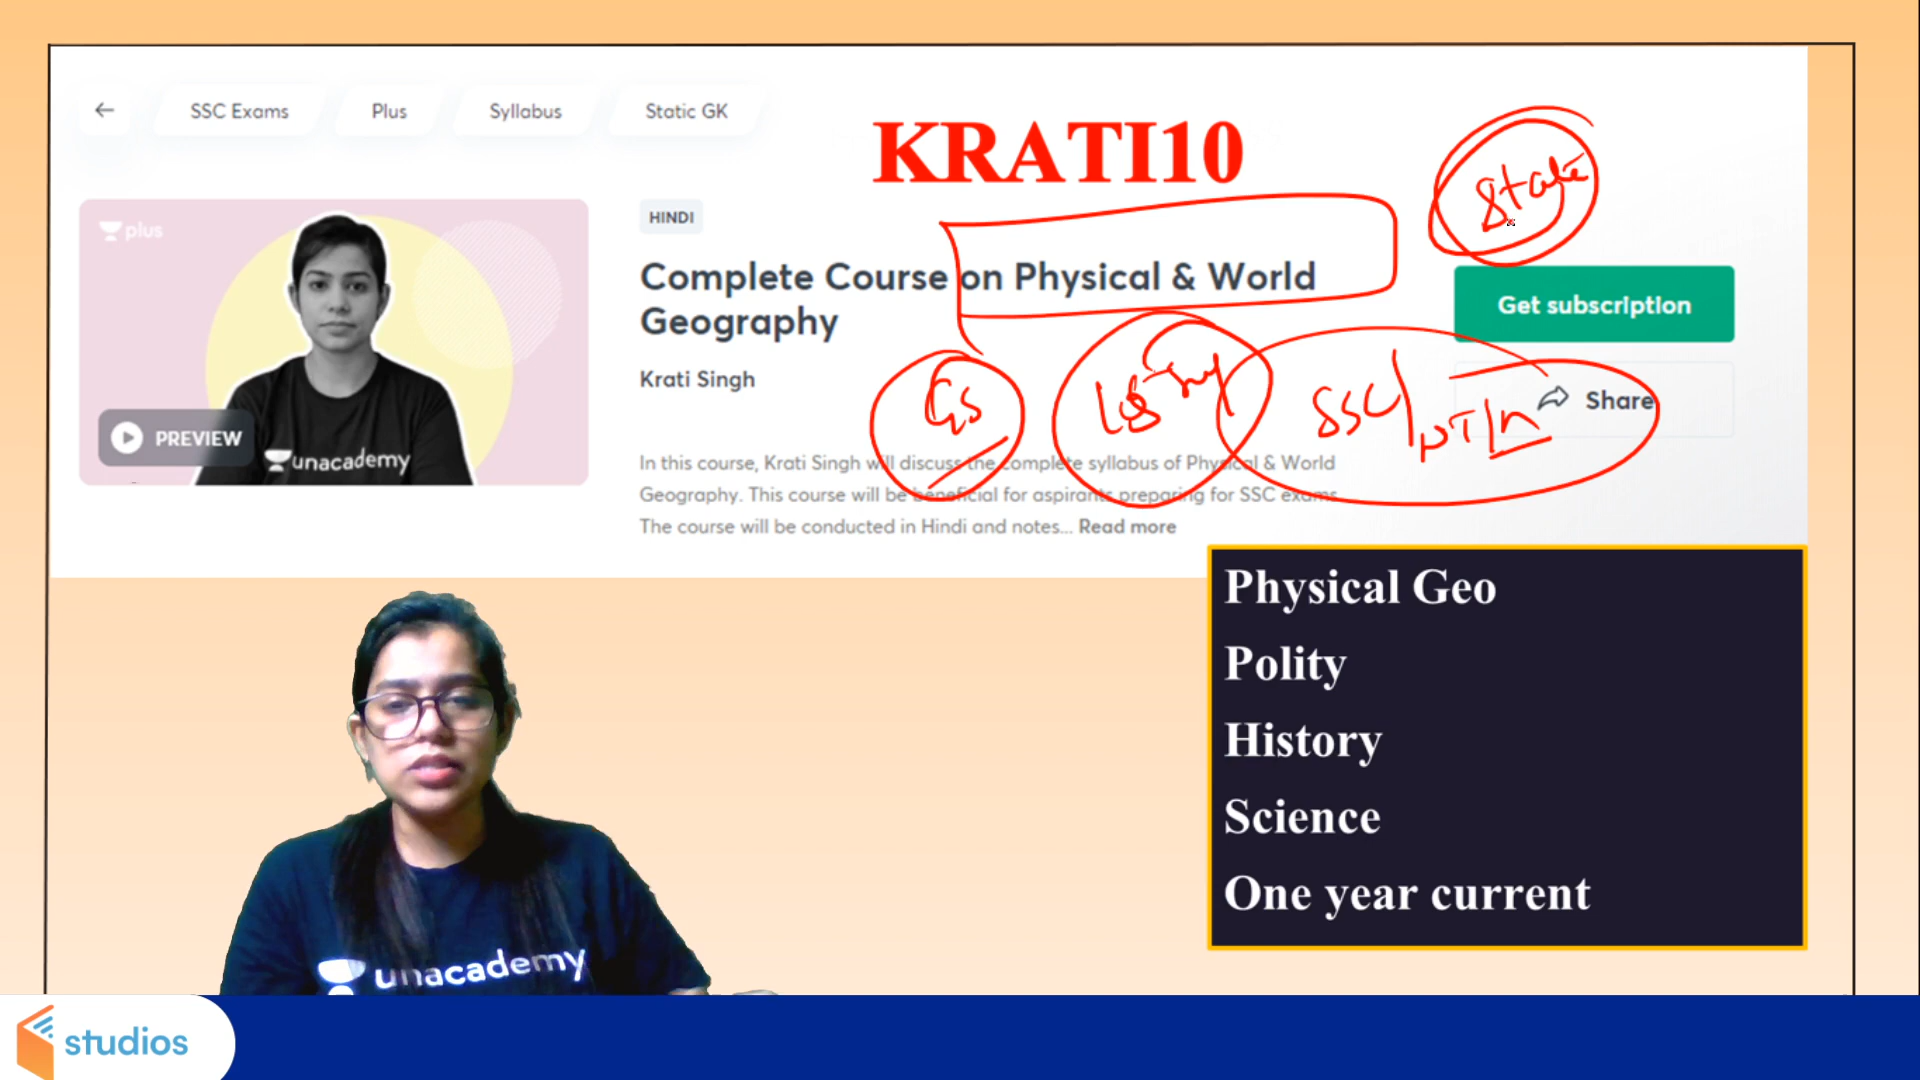 SSC Exams
Plus
Syllabus
Static GK
KRATI10
State
plus
HINDI
Complete Course on Physical & World
Geography
Get subscription
Krati Singh
GS
SSC
Share
PREVIEW
unacademy
In this course, Krati Singh will discuss the complete syllabus of Physical & World
Geography. This course will be beneficial for aspirants preparing for SSC exams.
The course will be conducted in Hindi and notes... Read more
Physical Geo
Polity
History
Science
One year current
unacademy
studios